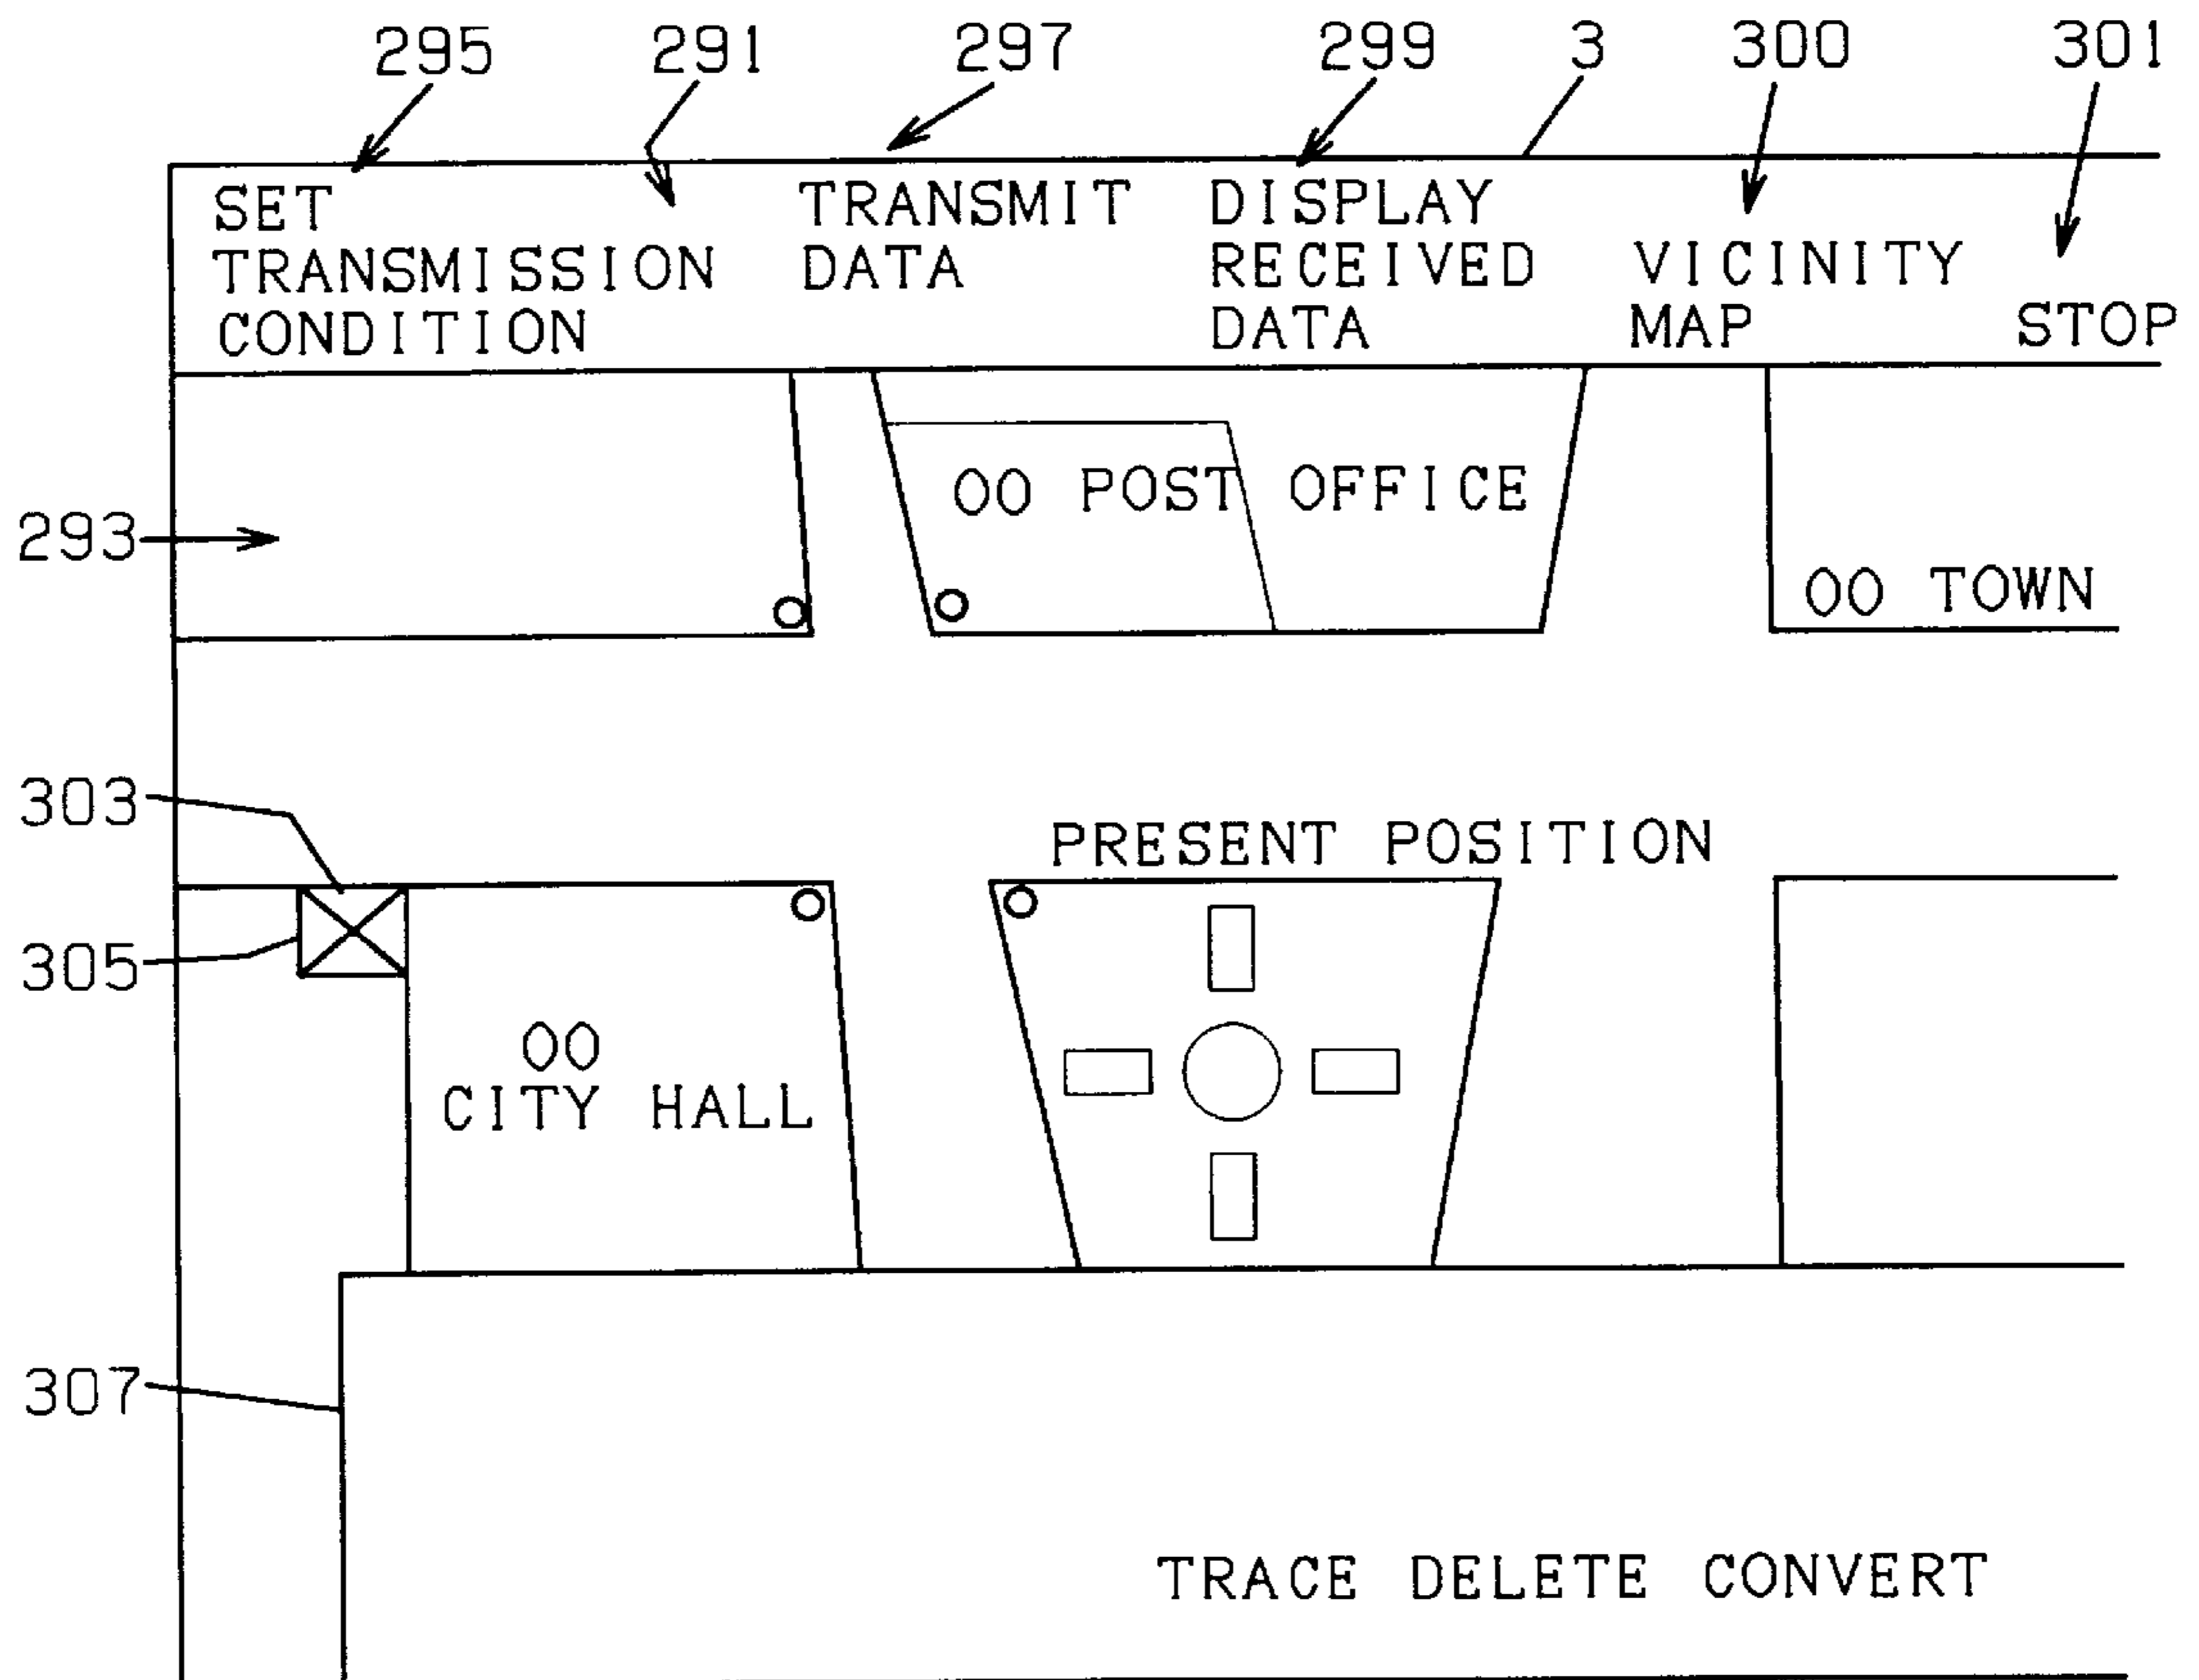 295 291 297 299 3 300 301
SET TRANSMIT DISPLAY
TRANSMISSION DATA RECEIVED VICINITY
CONDITION DATA MAP STOP
OO POST OFFICE
293
OO TOWN
303
PRESENT POSITION
305
OO
CITY HALL
307
TRACE DELETE CONVERT